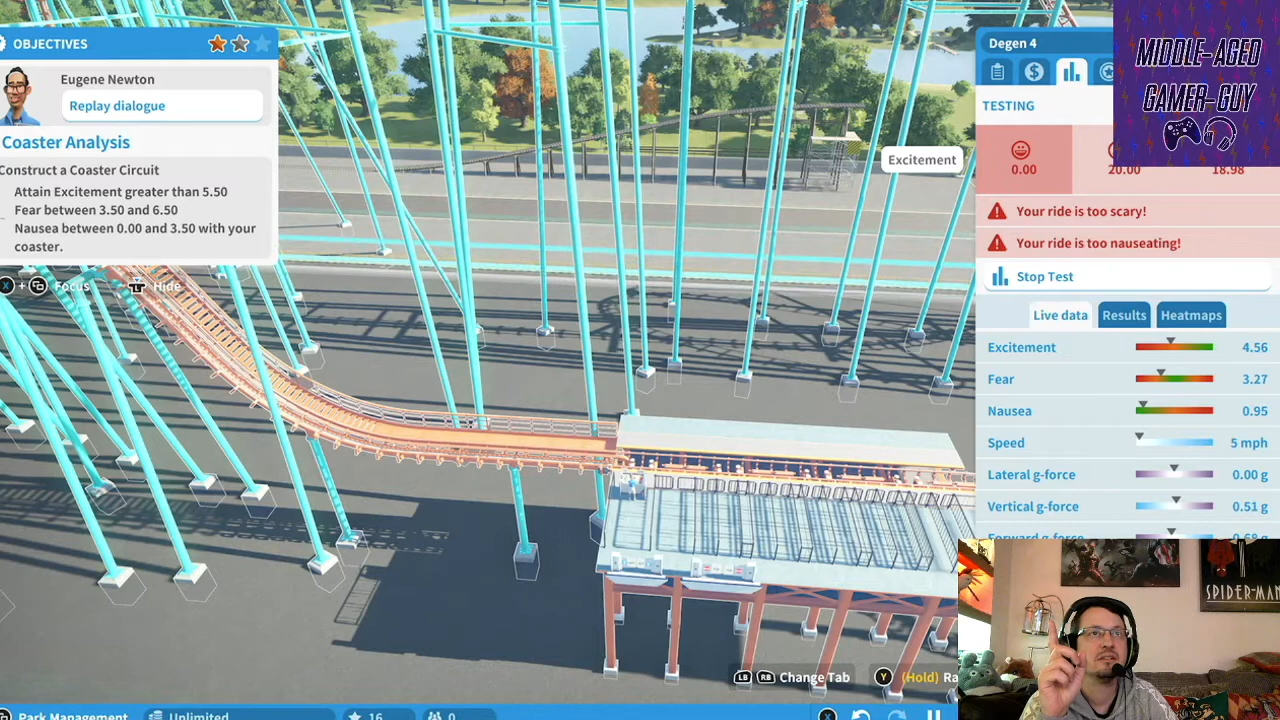 OBJECTIVES
Eugene Newton
Replay dialogue
Coaster Analysis
Construct a Coaster Circuit
Attain Excitement greater than 5.50
Fear between 3.50 and 6.50
Nausea between 0.00 and 3.50 with your
coaster.
X + Focus
L Hide
Excitement
Degen 4
MIDDLE-AGED
GAMER-GUY
TESTING
0.00 20.00 18.98
Your ride is too scary!
Your ride is too nauseating!
Stop Test
Live data Results Heatmaps
Excitement 4.56
Fear 3.27
Nausea 0.95
Speed 5 mph
Lateral g-force 0.00 g
Vertical g-force 0.51 g
Forward g-force 0.68 g
SPIDER-MAN
LB RB Change Tab Y (Hold) Ra
Park Management Unlimited 16 0 X